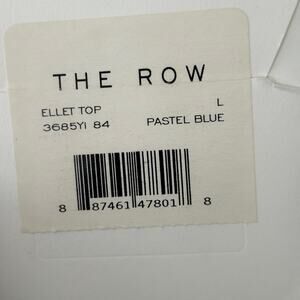 THE ROW
ELLET TOP L
3685YI 84 PASTEL BLUE
8 87461 47801 8